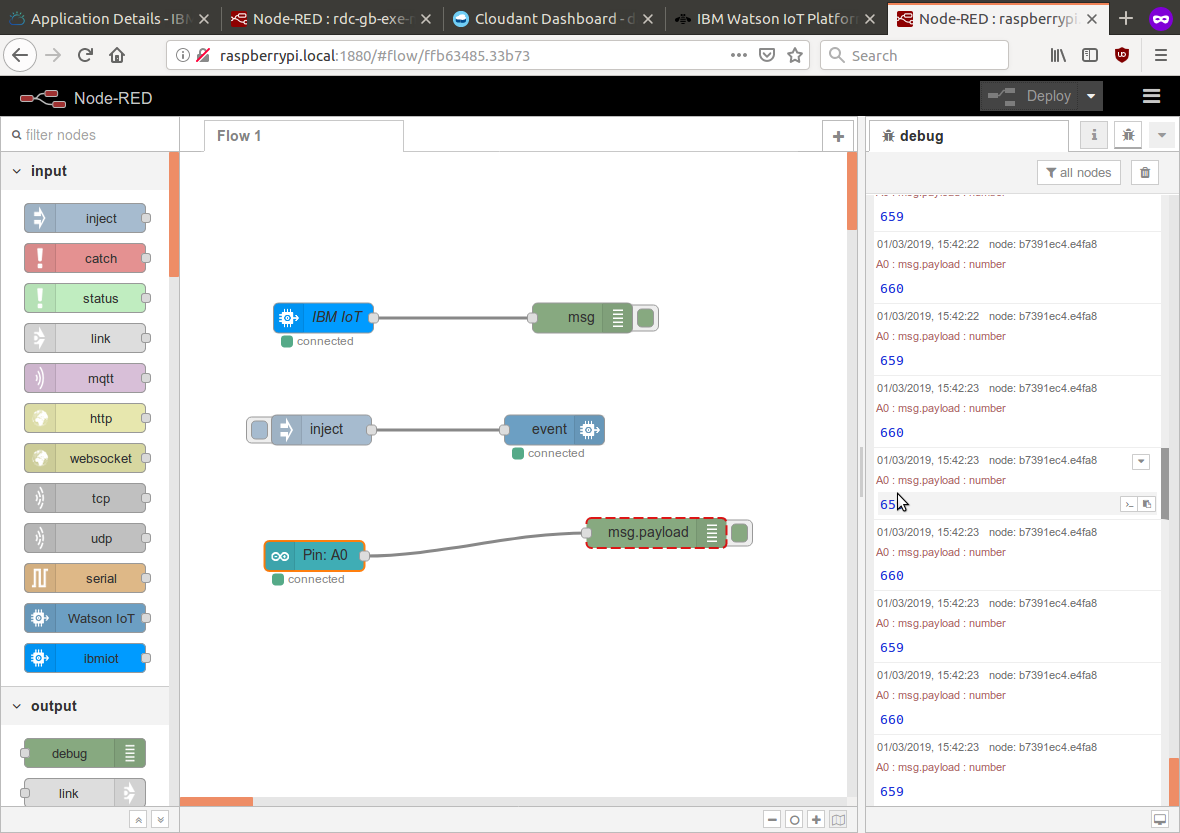 Application Details - IBM
Node-RED : rdc-gb-exe-n
Cloudant Dashboard - d
IBM Watson IoT Platfor
Node-RED : raspberrypi.
raspberrypi.local:1880/#flow/ffb63485.33b73
Search
Node-RED
Deploy
filter nodes
Flow 1
debug
all nodes
input
inject
catch
status
link
mqtt
http
websocket
tcp
udp
serial
Watson IoT
ibmiot
output
debug
link
IBM IoT
connected
msg
inject
event
connected
Pin: A0
connected
msg.payload
A0 : msg.payload : number
659
01/03/2019, 15:42:22 node: b7391ec4.e4fa8
A0 : msg.payload : number
660
01/03/2019, 15:42:22 node: b7391ec4.e4fa8
A0 : msg.payload : number
659
01/03/2019, 15:42:23 node: b7391ec4.e4fa8
A0 : msg.payload : number
660
01/03/2019, 15:42:23 node: b7391ec4.e4fa8
A0 : msg.payload : number
01/03/2019, 15:42:23 node: b7391ec4.e4fa8
A0 : msg.payload : number
660
01/03/2019, 15:42:23 node: b7391ec4.e4fa8
A0 : msg.payload : number
659
01/03/2019, 15:42:23 node: b7391ec4.e4fa8
A0 : msg.payload : number
660
01/03/2019, 15:42:23 node: b7391ec4.e4fa8
A0 : msg.payload : number
659